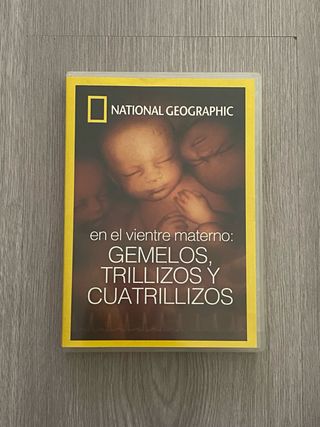 NATIONAL GEOGRAPHIC
en el vientre materno:
GEMELOS,
TRILLIZOS Y
CUATRILLIZOS